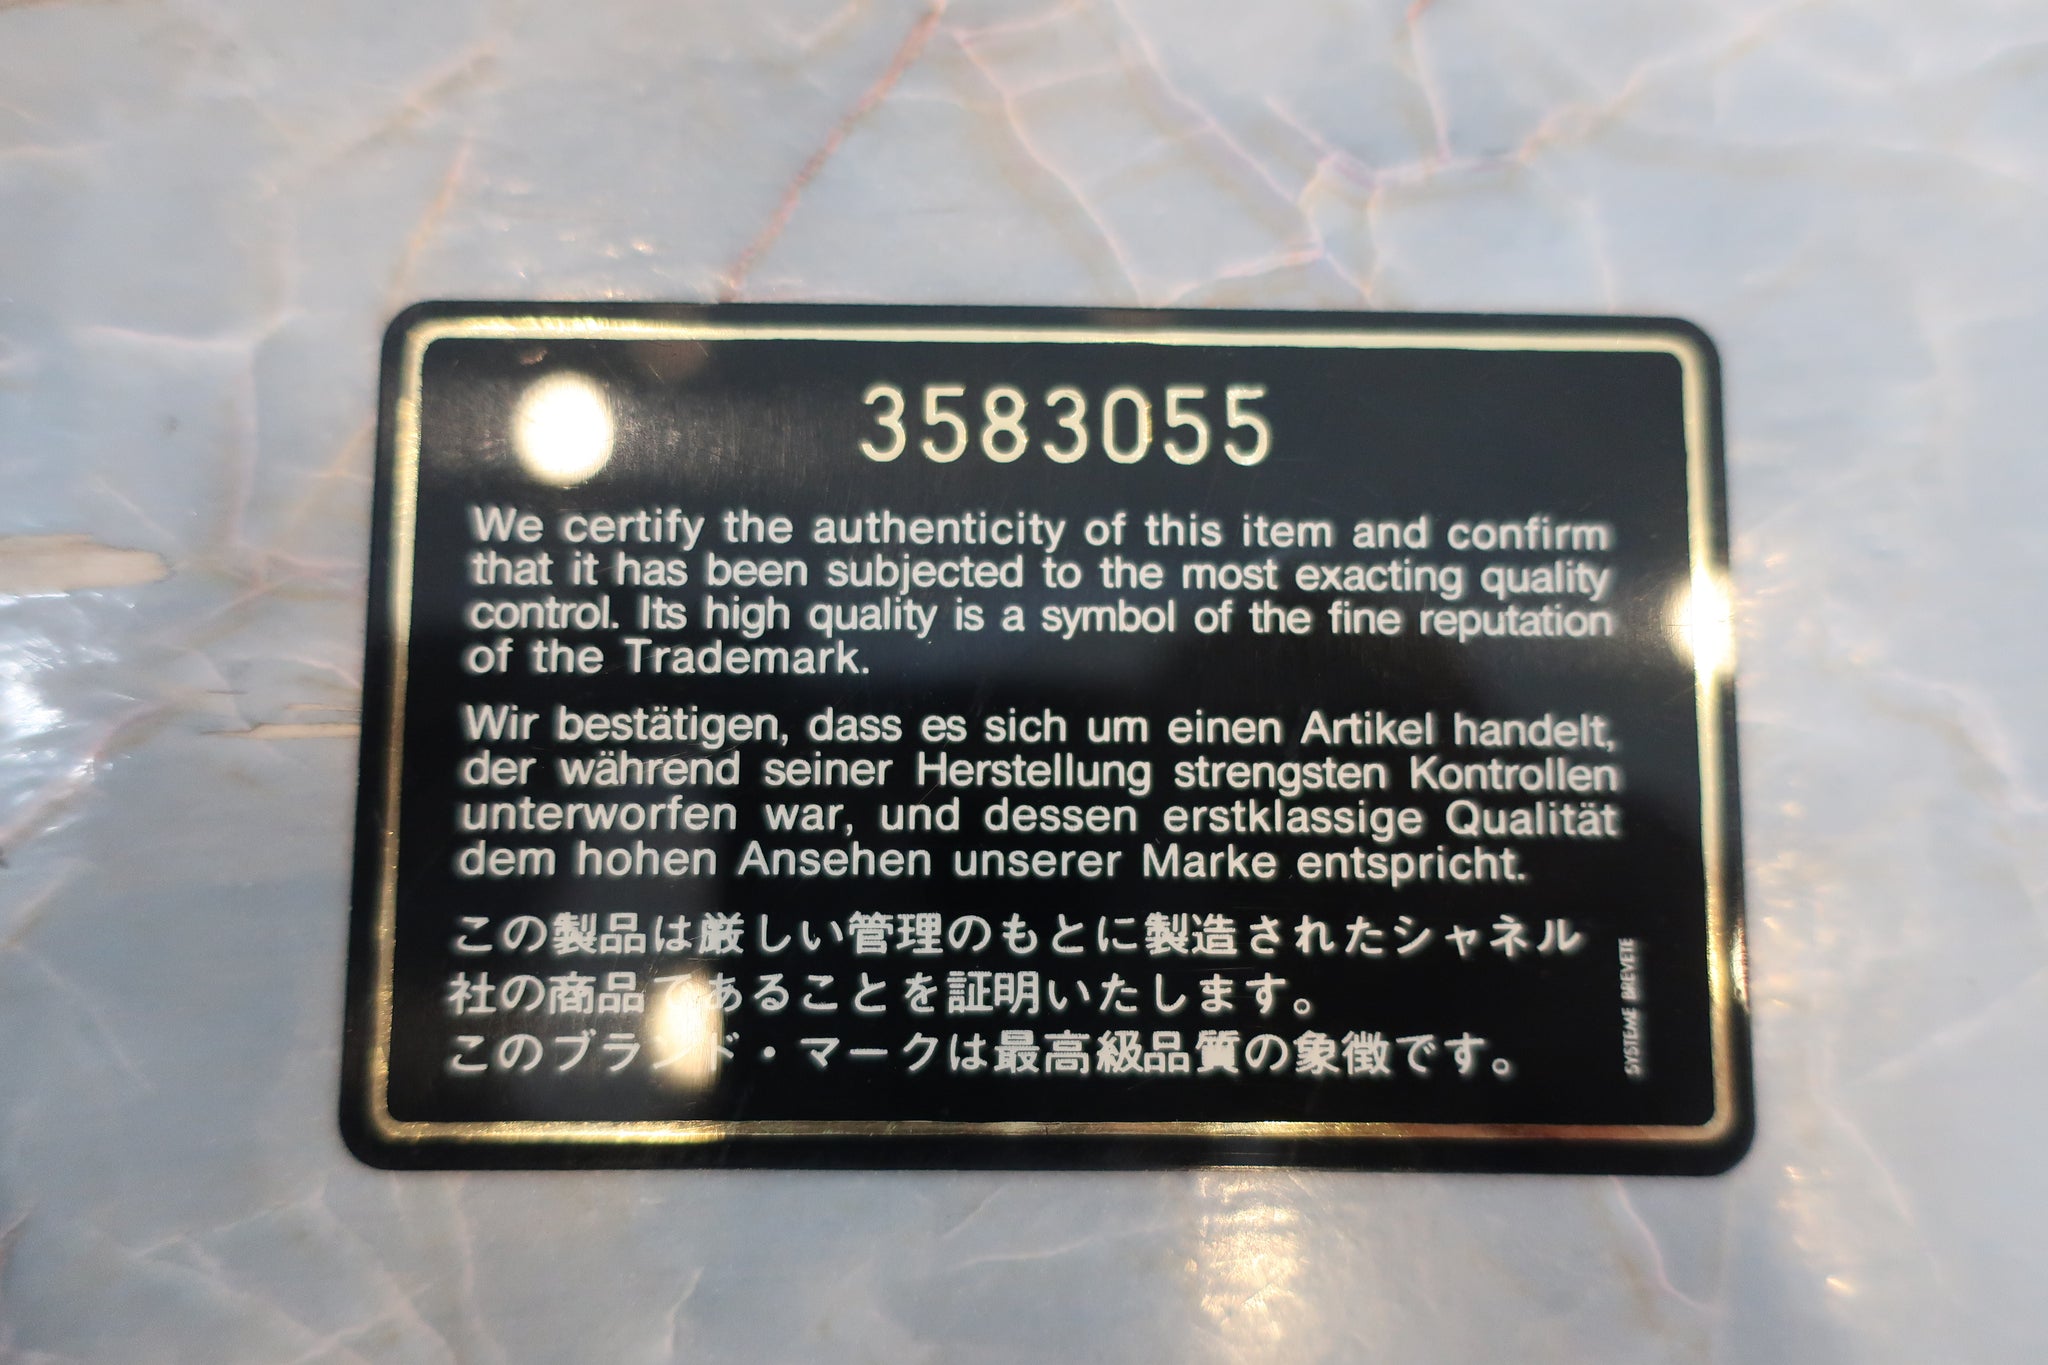 3583055
We certify the authenticity of this item and confirm
that it has been subjected to the most exacting quality
control. Its high quality is a symbol of the fine reputation
of the Trademark.
Wir bestätigen, dass es sich um einen Artikel handelt,
der während seiner Herstellung strengsten Kontrollen
unterworfen war, und dessen erstklassige Qualität
dem hohen Ansehen unserer Marke entspricht.
この製品は厳しい管理のもとに製造されたシャネル
社の商品であることを証明いたします。
このブランド・マークは最高級品質の象徴です。
SYSTEME BREVETE